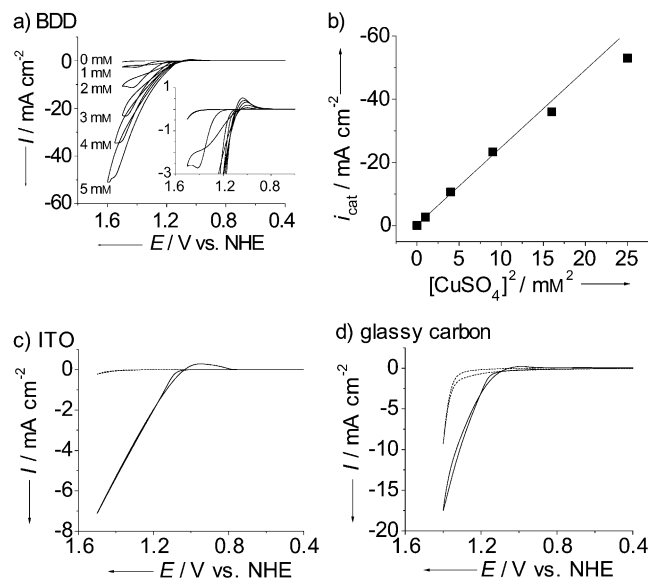 a) BDD
0
-20
-40
-60
I / mA cm-2
0 mM
1 mM
2 mM
3 mM
4 mM
5 mM
1
-1
-3
1.6 1.2 0.8
1.6 1.2 0.8 0.4
E / V vs. NHE
b)
-60
-40
-20
0
icat / mA cm-2
0 5 10 15 20 25
[CuSO4]2 / mM2
c) ITO
0
-2
-4
-6
-8
I / mA cm-2
1.6 1.2 0.8 0.4
E / V vs. NHE
d) glassy carbon
0
-5
-10
-15
-20
I / mA cm-2
1.6 1.2 0.8 0.4
E / V vs. NHE